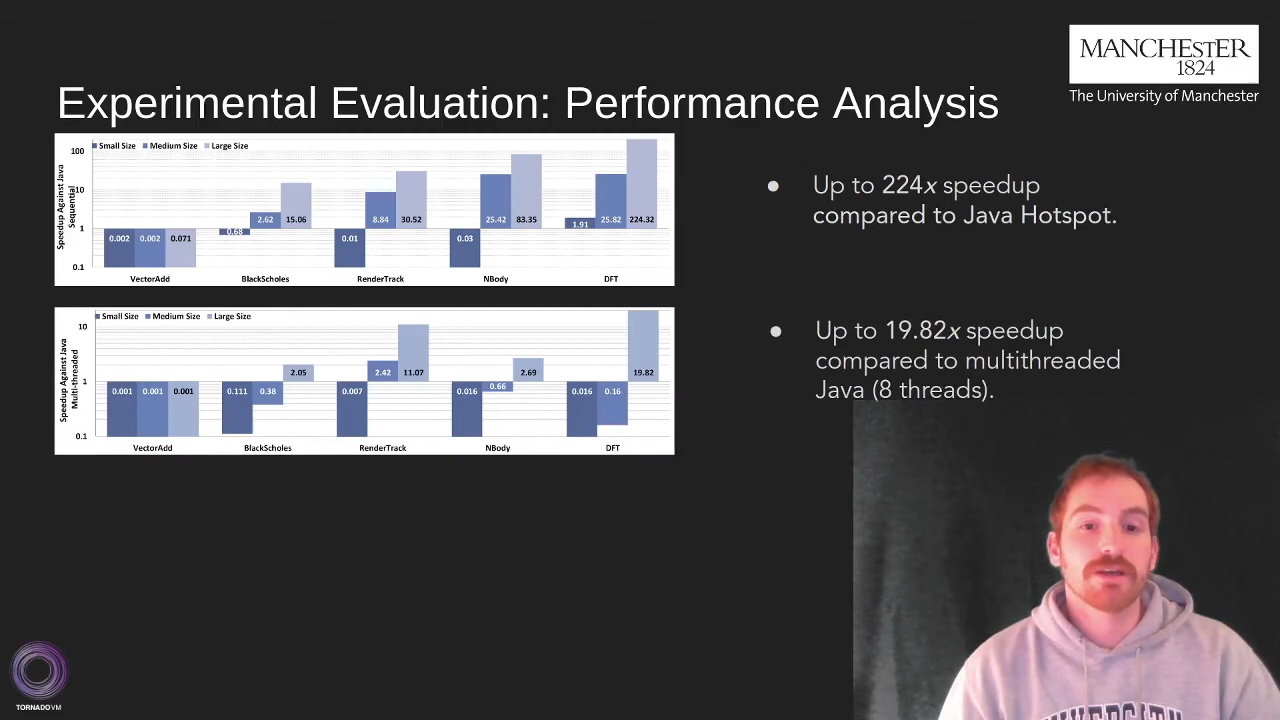 MANCHESTER
1824
The University of Manchester
Experimental Evaluation: Performance Analysis
Small Size Medium Size Large Size
Speedup Against Java
Sequential
100
10
1
0.1
0.002 0.002 0.071
0.68 2.62 15.06
0.01 8.84 30.52
0.03 25.42 83.35
1.91 25.82 224.32
VectorAdd BlackScholes RenderTrack NBody DFT
• Up to 224x speedup
compared to Java Hotspot.
Small Size Medium Size Large Size
Speedup Against Java
Multi-threaded
10
1
0.1
0.001 0.001 0.001
0.111 0.38 2.05
0.007 2.42 11.07
0.016 0.66 2.69
0.016 0.16 19.82
VectorAdd BlackScholes RenderTrack NBody DFT
• Up to 19.82x speedup
compared to multithreaded
Java (8 threads).
TORNADOVM